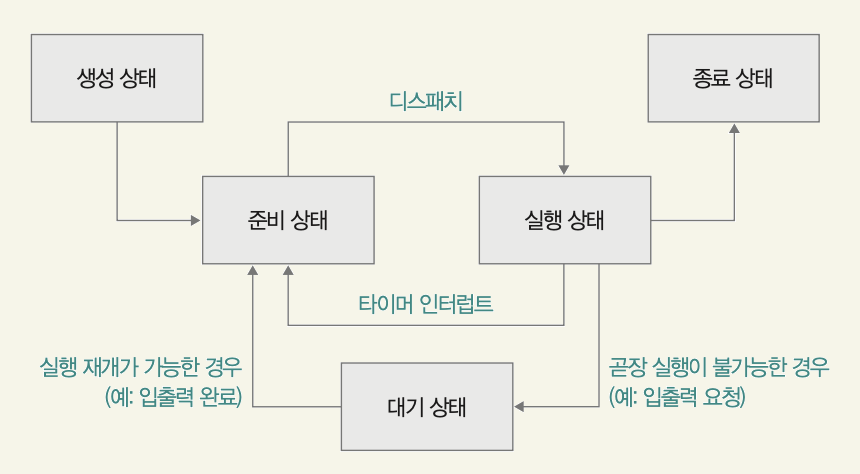 생성 상태
종료 상태
디스패치
준비 상태
실행 상태
타이머 인터럽트
실행 재개가 가능한 경우
(예: 입출력 완료)
대기 상태
곧장 실행이 불가능한 경우
(예: 입출력 요청)